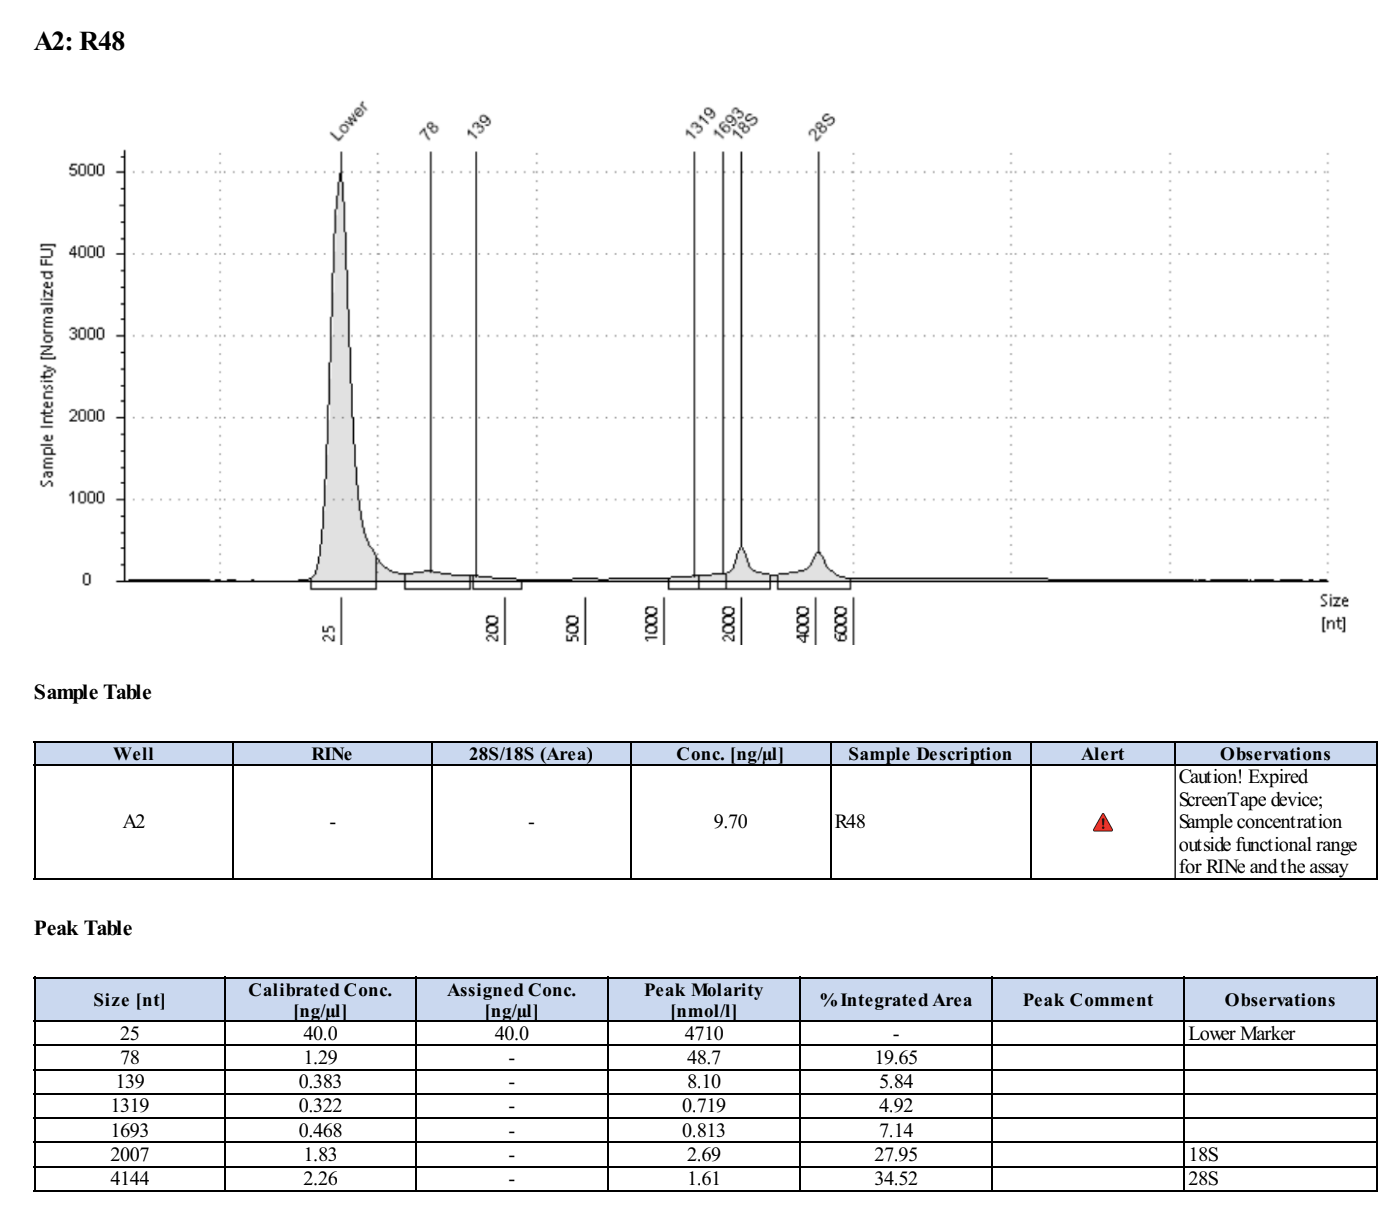 A2: R48
Lower 78 139 1319 1693 18S 28S
5000
4000
3000
2000
1000
0
Sample Intensity [Normalized FU]
25 200 500 1000 2000 4000 6000
Size
[nt]
Sample Table
Well RINe 28S/18S (Area) Conc. [ng/µl] Sample Description Alert Observations
A2 - - 9.70 R48 Caution! Expired
ScreenTape device;
Sample concentration
outside functional range
for RINe and the assay
Peak Table
Size [nt] Calibrated Conc. [ng/µl] Assigned Conc. [ng/µl] Peak Molarity [nmol/l] % Integrated Area Peak Comment Observations
25 40.0 40.0 4710 - Lower Marker
78 1.29 - 48.7 19.65
139 0.383 - 8.10 5.84
1319 0.322 - 0.719 4.92
1693 0.468 - 0.813 7.14
2007 1.83 - 2.69 27.95 18S
4144 2.26 - 1.61 34.52 28S